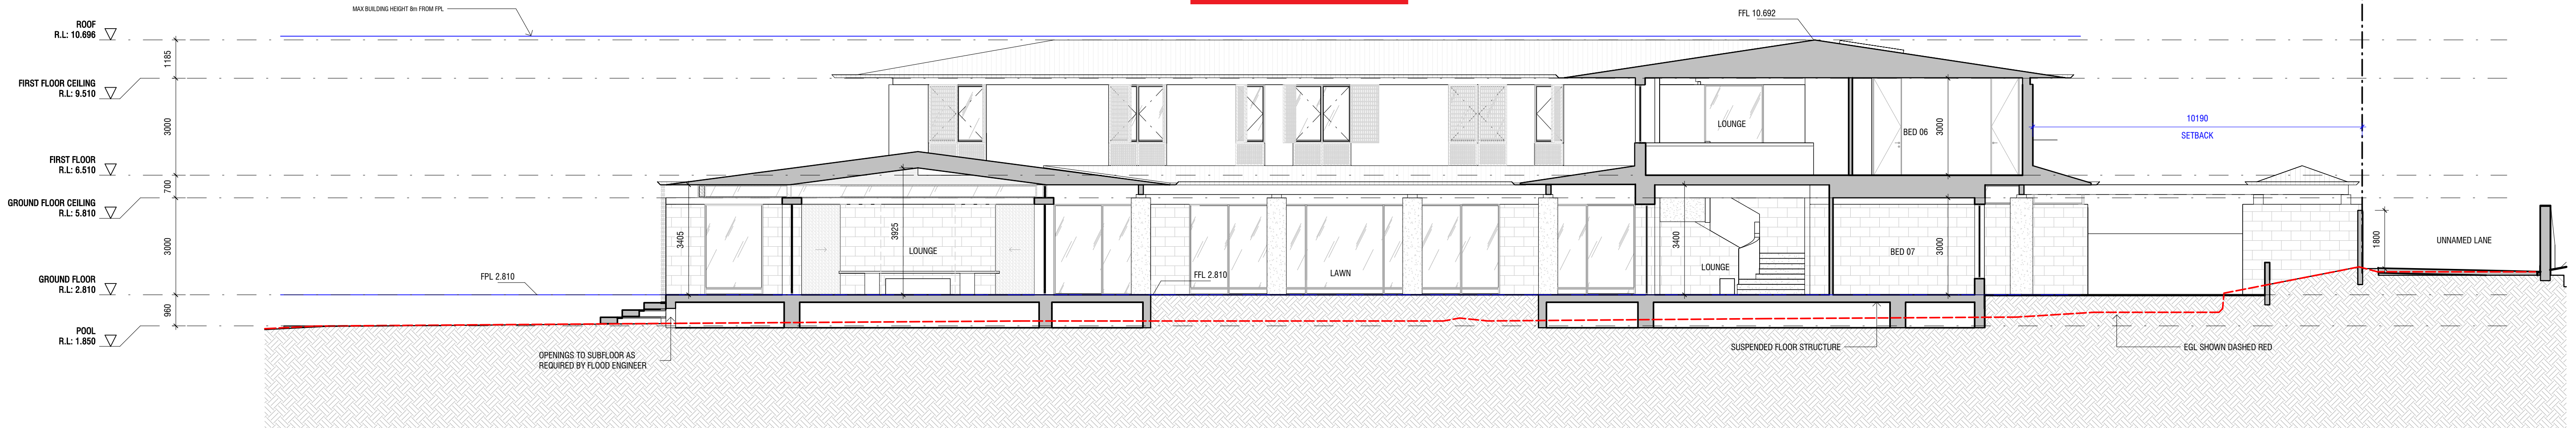 MAX BUILDING HEIGHT 8m FROM FPL
ROOF
R.L: 10.696
FFL 10.692
1185
FIRST FLOOR CEILING
R.L: 9.510
3000
LOUNGE
BED 06
3000
10190
SETBACK
FIRST FLOOR
R.L: 6.510
700
GROUND FLOOR CEILING
R.L: 5.810
3000
3405
3925
LOUNGE
LAWN
3400
LOUNGE
BED 07
3000
1800
UNNAMED LANE
GROUND FLOOR
R.L: 2.810
FPL 2.810
FFL 2.810
960
POOL
R.L: 1.850
OPENINGS TO SUBFLOOR AS
REQUIRED BY FLOOD ENGINEER
SUSPENDED FLOOR STRUCTURE
EGL SHOWN DASHED RED